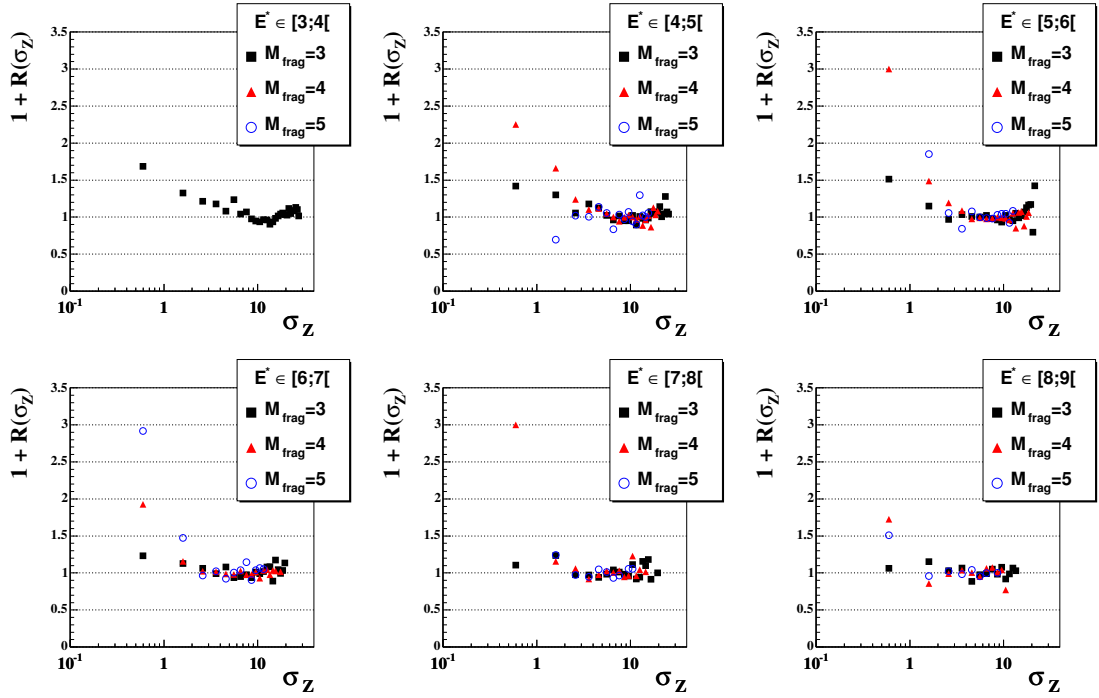 E* ∈ [3;4[
M_frag=3
M_frag=4
M_frag=5
1 + R(σ_Z)
3.5
3
2.5
2
1.5
1
0.5
0
10^-1
1
10
σ_Z
E* ∈ [4;5[
M_frag=3
M_frag=4
M_frag=5
1 + R(σ_Z)
3.5
3
2.5
2
1.5
1
0.5
0
10^-1
1
10
σ_Z
E* ∈ [5;6[
M_frag=3
M_frag=4
M_frag=5
1 + R(σ_Z)
3.5
3
2.5
2
1.5
1
0.5
0
10^-1
1
10
σ_Z
E* ∈ [6;7[
M_frag=3
M_frag=4
M_frag=5
1 + R(σ_Z)
3.5
3
2.5
2
1.5
1
0.5
0
10^-1
1
10
σ_Z
E* ∈ [7;8[
M_frag=3
M_frag=4
M_frag=5
1 + R(σ_Z)
3.5
3
2.5
2
1.5
1
0.5
0
10^-1
1
10
σ_Z
E* ∈ [8;9[
M_frag=3
M_frag=4
M_frag=5
1 + R(σ_Z)
3.5
3
2.5
2
1.5
1
0.5
0
10^-1
1
10
σ_Z